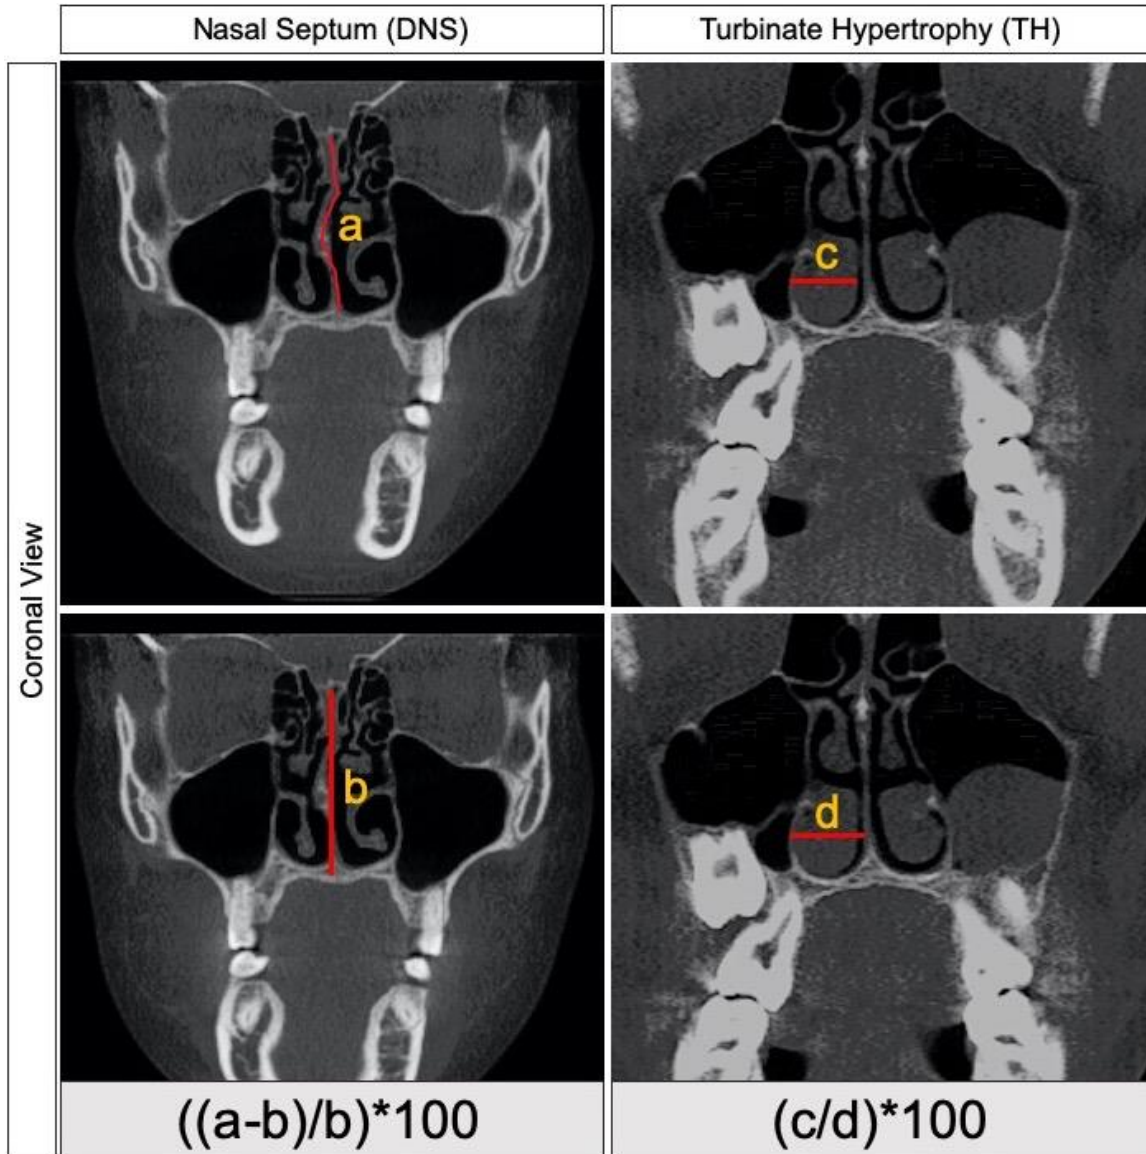 Nasal Septum (DNS)
Turbinate Hypertrophy (TH)
Coronal View
a
c
b
d
((a-b)/b)*100
(c/d)*100